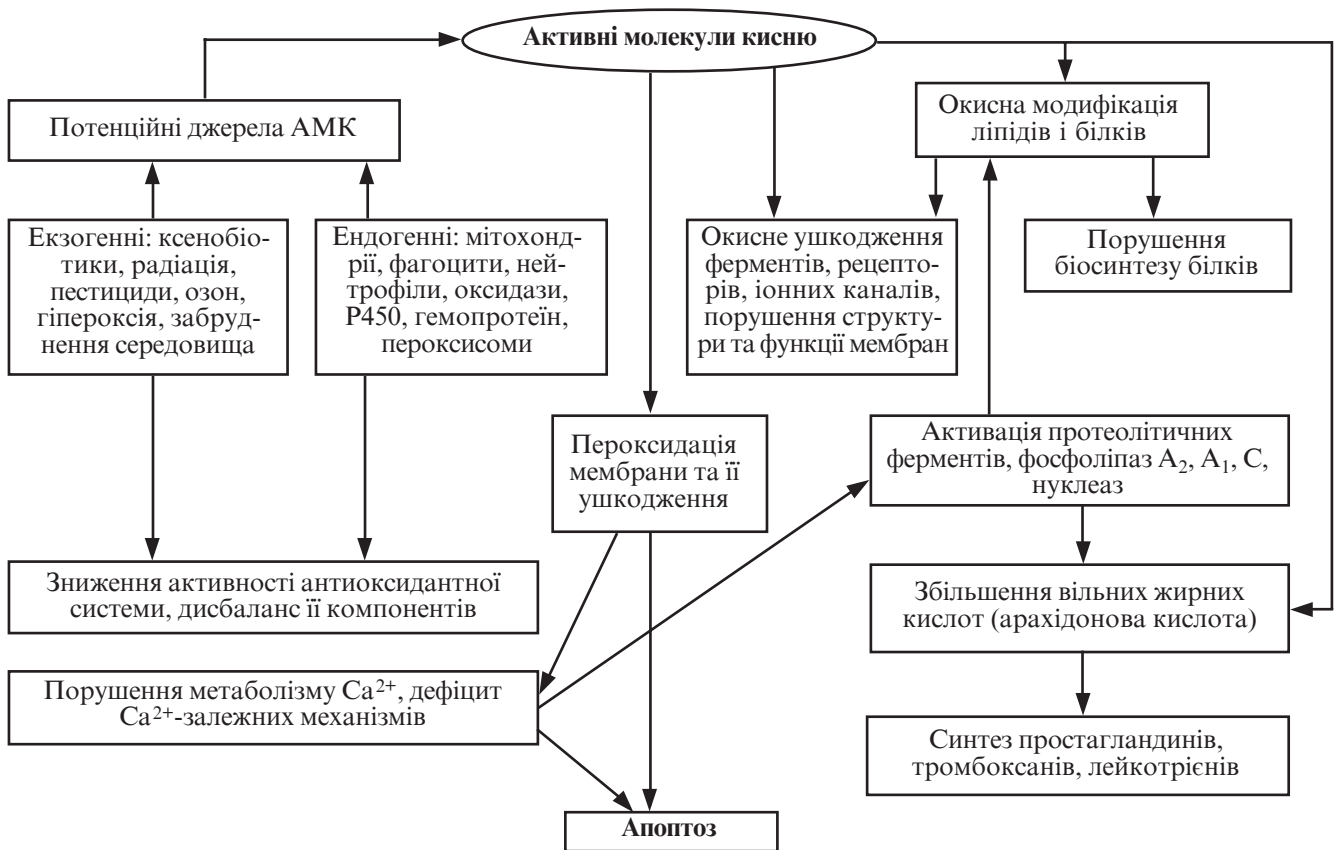 Активні молекули кисню
Потенційні джерела АМК
Окисна модифікація
ліпідів і білків
Екзогенні: ксенобіо-
тики, радіація,
пестициди, озон,
гіпероксія, забруд-
нення середовища
Ендогенні: мітохонд-
рії, фагоцити, ней-
трофіли, оксидази,
Р450, гемопротеїн,
пероксисоми
Окисне ушкодження
ферментів, рецепто-
рів, іонних каналів,
порушення структу-
ри та функції мембран
Порушення
біосинтезу білків
Пероксидація
мембрани та її
ушкодження
Активація протеолітичних
ферментів, фосфоліпаз А₂, А₁, С,
нуклеаз
Зниження активності антиоксидантної
системи, дисбаланс її компонентів
Збільшення вільних жирних
кислот (арахідонова кислота)
Порушення метаболізму Са²⁺, дефіцит
Са²⁺-залежних механізмів
Синтез простагландинів,
тромбоксанів, лейкотрієнів
Апоптоз